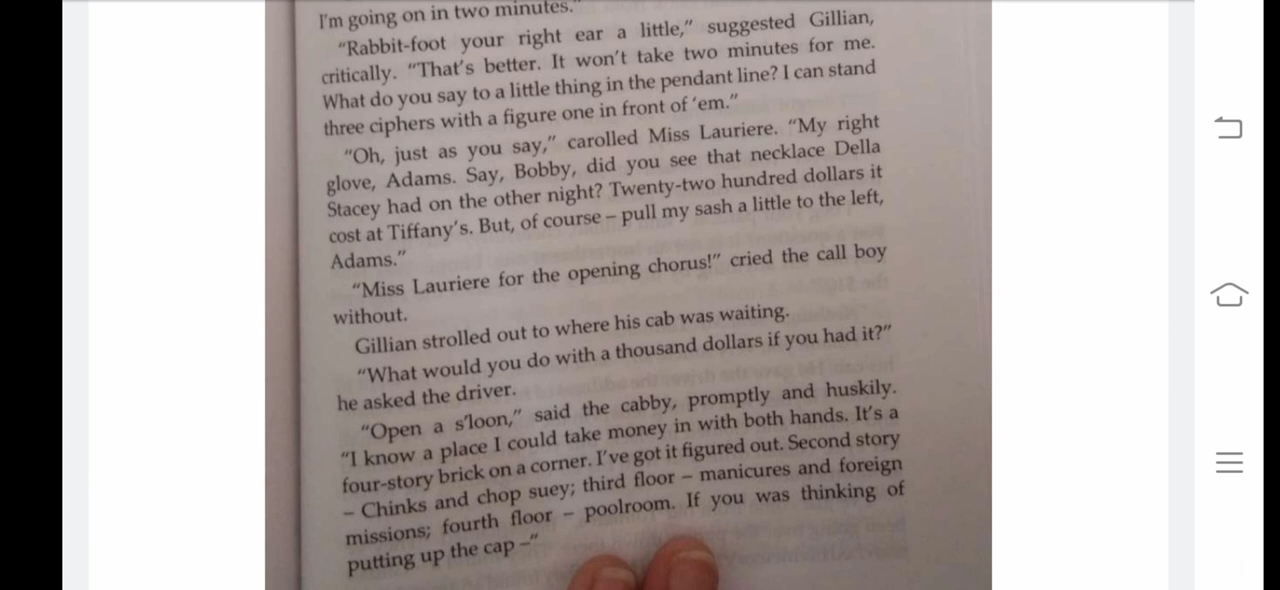 I'm going on in two minutes."
“Rabbit-foot your right ear a little,” suggested Gillian,
critically. “That's better. It won't take two minutes for me.
What do you say to a little thing in the pendant line? I can stand
three ciphers with a figure one in front of ‘em.”
“Oh, just as you say,” carolled Miss Lauriere. “My right
glove, Adams. Say, Bobby, did you see that necklace Della
Stacey had on the other night? Twenty-two hundred dollars it
cost at Tiffany's. But, of course – pull my sash a little to the left,
Adams.”
“Miss Lauriere for the opening chorus!” cried the call boy
without.
Gillian strolled out to where his cab was waiting.
“What would you do with a thousand dollars if you had it?”
he asked the driver.
“Open a s'loon,” said the cabby, promptly and huskily.
“I know a place I could take money in with both hands. It's a
four-story brick on a corner. I've got it figured out. Second story
– Chinks and chop suey; third floor – manicures and foreign
missions; fourth floor – poolroom. If you was thinking of
putting up the cap –”